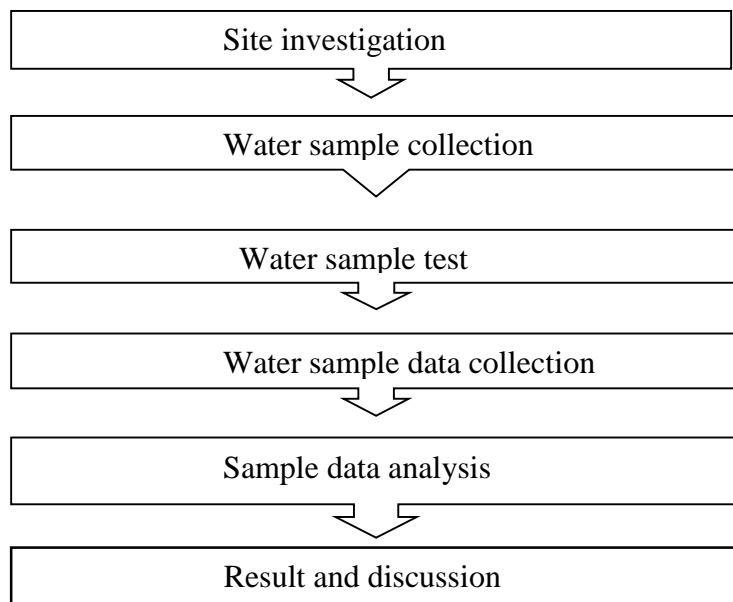 Site investigation
Water sample collection
Water sample test
Water sample data collection
Sample data analysis
Result and discussion